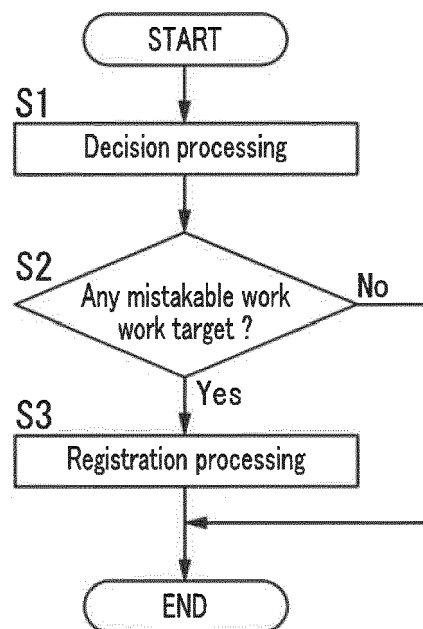 START
S1
Decision processing
S2
Any mistakable work
work target ?
No
Yes
S3
Registration processing
END